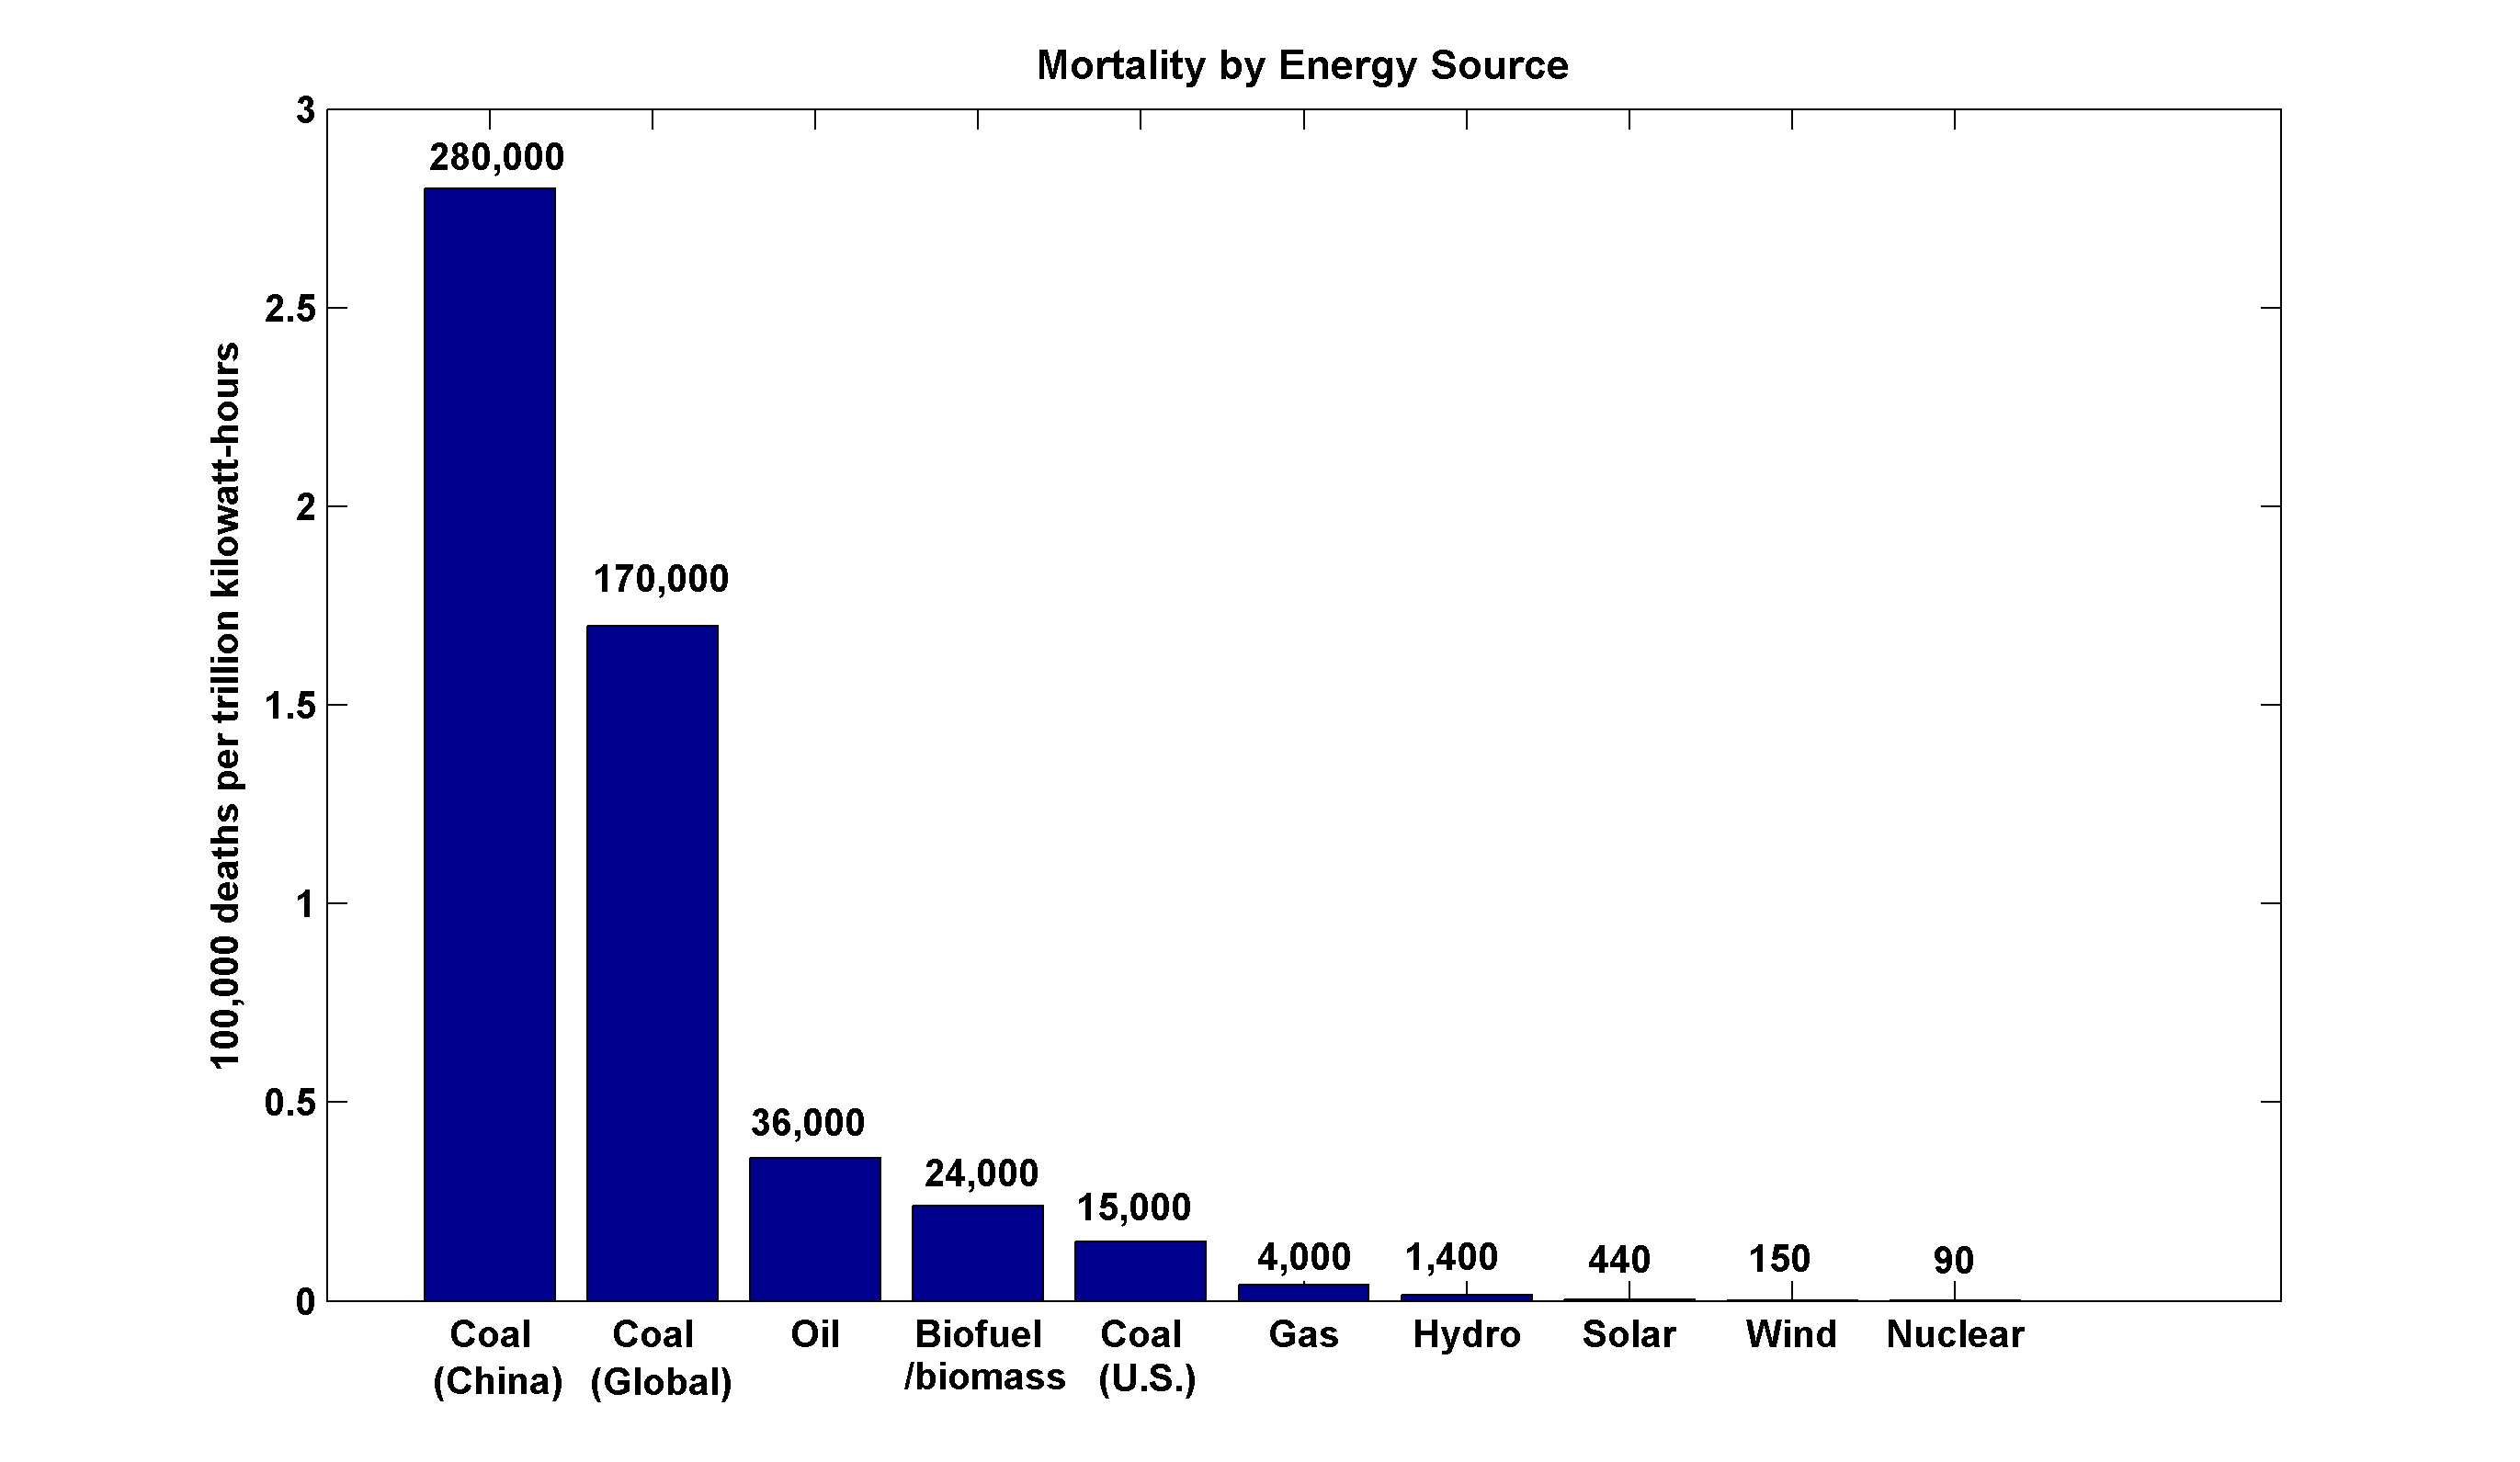 Mortality by Energy Source
100,000 deaths per trillion kilowatt-hours
3
2.5
2
1.5
1
0.5
0
280,000
170,000
36,000
24,000
15,000
4,000
1,400
440
150
90
Coal
(China)
Coal
(Global)
Oil
Biofuel
/biomass
Coal
(U.S.)
Gas
Hydro
Solar
Wind
Nuclear